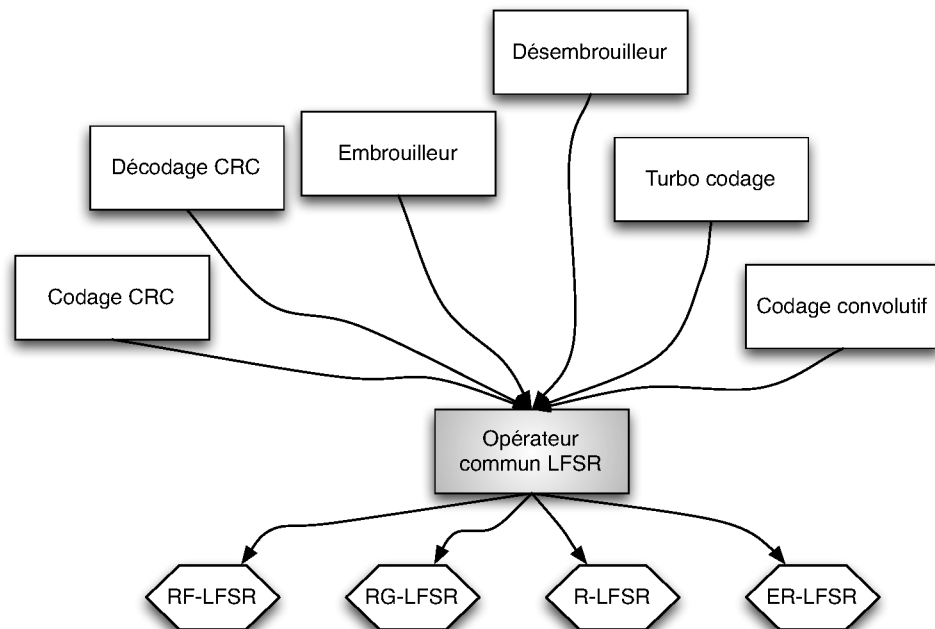 Désembrouilleur
Embrouilleur
Décodage CRC
Turbo codage
Codage CRC
Codage convolutif
Opérateur
commun LFSR
RF-LFSR
RG-LFSR
R-LFSR
ER-LFSR